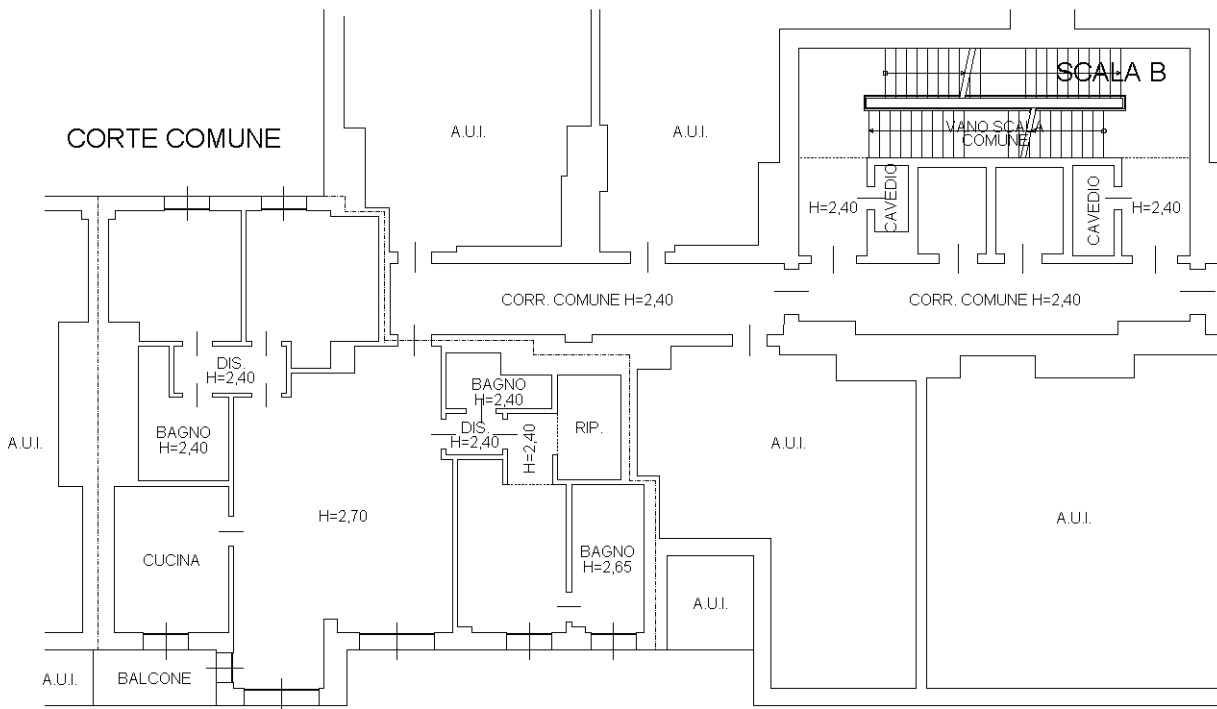 SCALA B
VANO SCALA
COMUNE
CORTE COMUNE
A.U.I.
A.U.I.
CAVEDIO
H=2,40
CAVEDIO
H=2,40
CORR. COMUNE H=2,40
CORR. COMUNE H=2,40
DIS.
H=2,40
BAGNO
H=2,40
BAGNO
H=2,40
DIS.
H=2,40
H=2,40
RIP.
A.U.I.
A.U.I.
H=2,70
A.U.I.
CUCINA
BAGNO
H=2,65
A.U.I.
A.U.I.
BALCONE